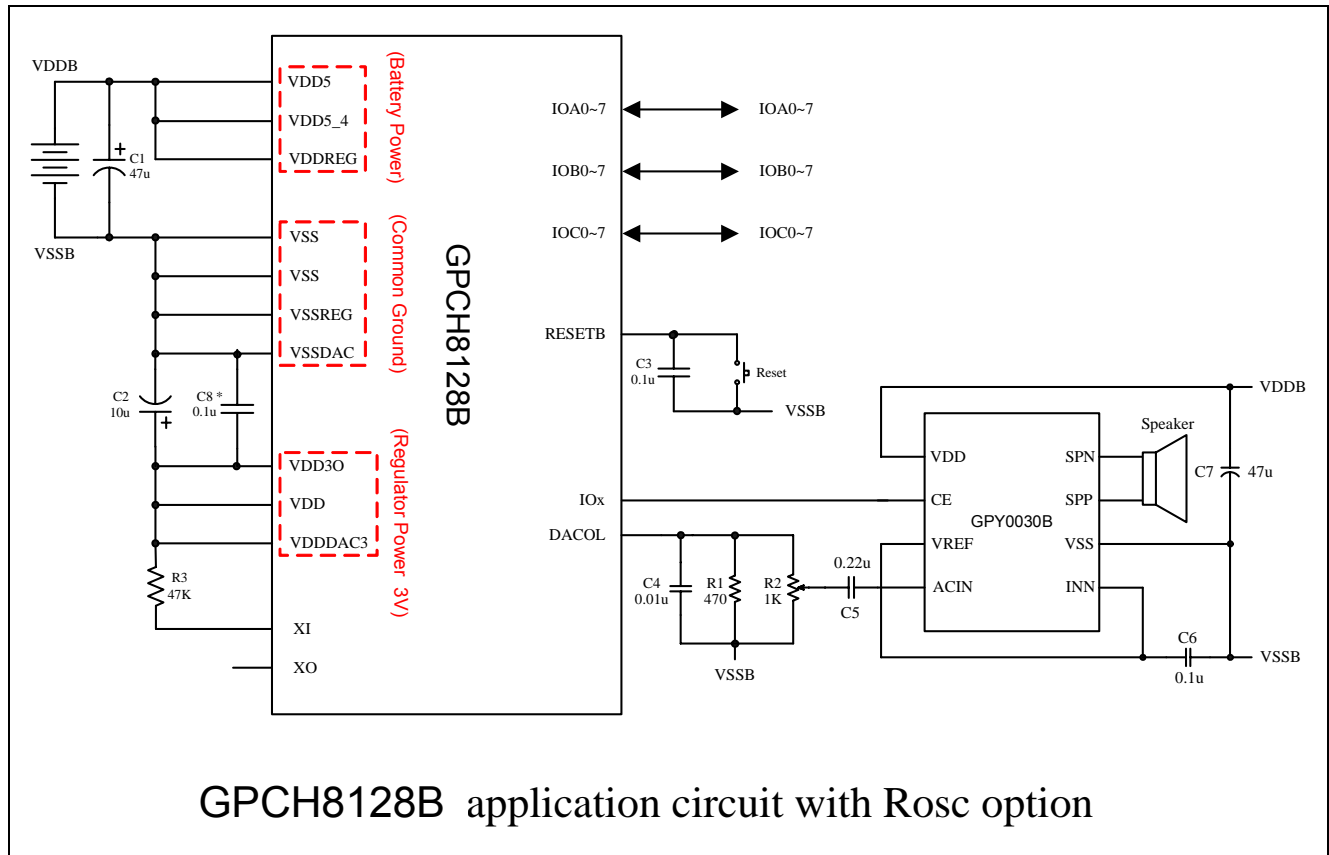 VDDB
VDD5
VDD5_4
VDDREG
(Battery Power)
C1
47u
+
VSSB
VSS
VSS
VSSREG
VSSDAC
(Common Ground)
C2
10u
+
C8 *
0.1u
VDD3O
VDD
VDDDAC3
(Regulator Power 3V)
R3
47K
XI
XO
GPCH8128B
IOA0~7
IOA0~7
IOB0~7
IOB0~7
IOC0~7
IOC0~7
RESETB
C3
0.1u
Reset
VSSB
IOx
DACOL
C4
0.01u
R1
470
R2
1K
VSSB
0.22u
C5
VDD
CE
VREF
ACIN
GPY0030B
SPN
SPP
VSS
INN
Speaker
VDDB
C7
47u
C6
0.1u
VSSB
GPCH8128B application circuit with Rosc option